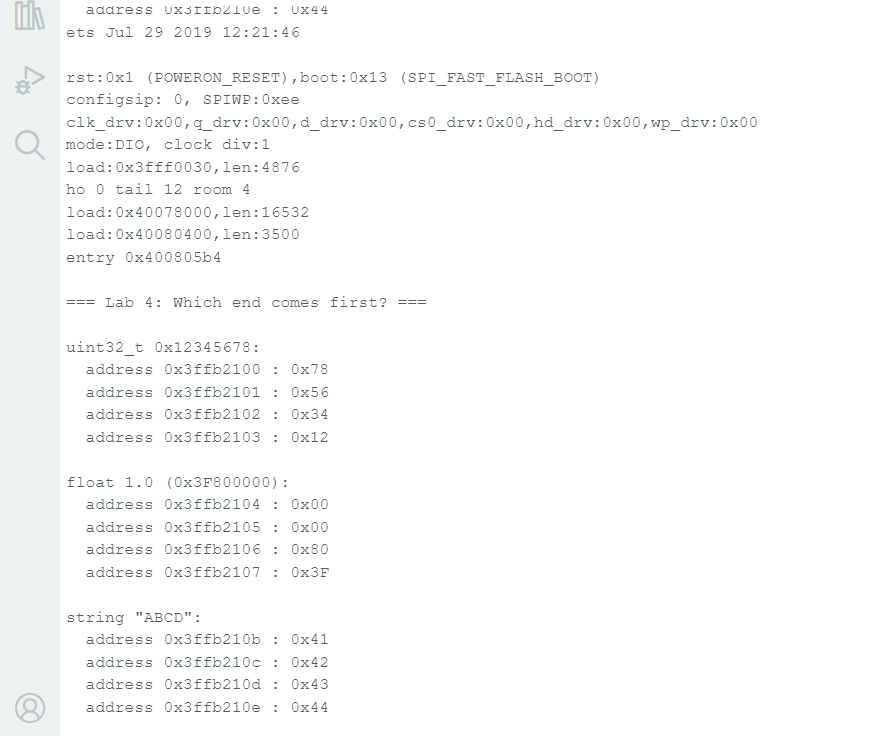 address 0x3ffb210e : 0x44
ets Jul 29 2019 12:21:46
rst:0x1 (POWERON_RESET),boot:0x13 (SPI_FAST_FLASH_BOOT)
configsip: 0, SPIWP:0xee
clk_drv:0x00,q_drv:0x00,d_drv:0x00,cs0_drv:0x00,hd_drv:0x00,wp_drv:0x00
mode:DIO, clock div:1
load:0x3fff0030,len:4876
ho 0 tail 12 room 4
load:0x40078000,len:16532
load:0x40080400,len:3500
entry 0x400805b4
=== Lab 4: Which end comes first? ===
uint32_t 0x12345678:
address 0x3ffb2100 : 0x78
address 0x3ffb2101 : 0x56
address 0x3ffb2102 : 0x34
address 0x3ffb2103 : 0x12
float 1.0 (0x3F800000):
address 0x3ffb2104 : 0x00
address 0x3ffb2105 : 0x00
address 0x3ffb2106 : 0x80
address 0x3ffb2107 : 0x3F
string "ABCD":
address 0x3ffb210b : 0x41
address 0x3ffb210c : 0x42
address 0x3ffb210d : 0x43
address 0x3ffb210e : 0x44